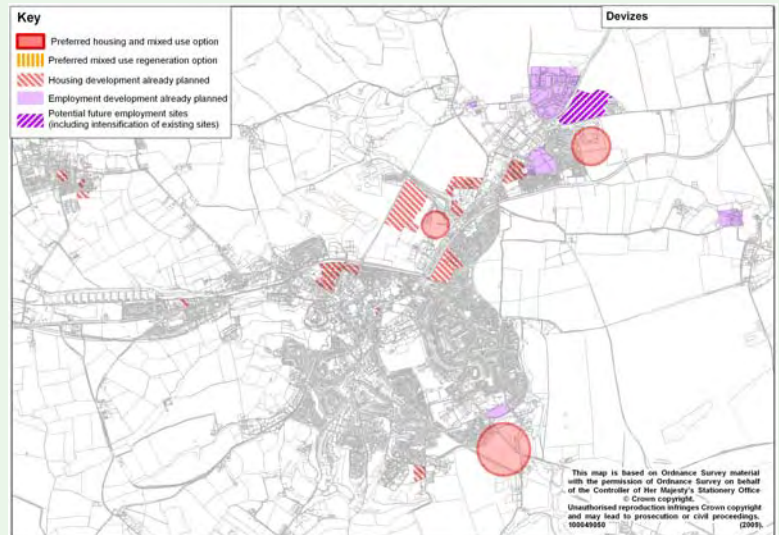 Key
Preferred housing and mixed use option
Preferred mixed use regeneration option
Housing development already planned
Employment development already planned
Potential future employment sites
(including intensification of existing sites)
Devizes
This map is based on Ordnance Survey material
with the permission of Ordnance Survey on behalf
of the Controller of Her Majesty's Stationery Office
© Crown copyright.
Unauthorised reproduction infringes Crown copyright
and may lead to prosecution or civil proceedings.
100049050 (2009).